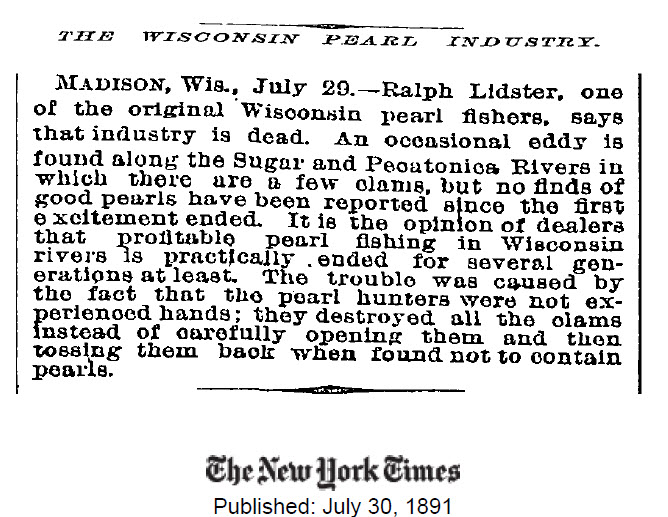 THE WISCONSIN PEARL INDUSTRY.
MADISON, Wis., July 29.—Ralph Lidster, one
of the original Wisconsin pearl fishers, says
that industry is dead. An occasional eddy is
found along the Sugar and Pecatonica Rivers in
which there are a few clams, but no finds of
good pearls have been reported since the first
excitement ended. It is the opinion of dealers
that profitable pearl fishing in Wisconsin
rivers is practically ended for several gen-
erations at least. The trouble was caused by
the fact that the pearl hunters were not ex-
perienced hands; they destroyed all the clams
instead of carefully opening them and then
tossing them back when found not to contain
pearls.
The New York Times
Published: July 30, 1891